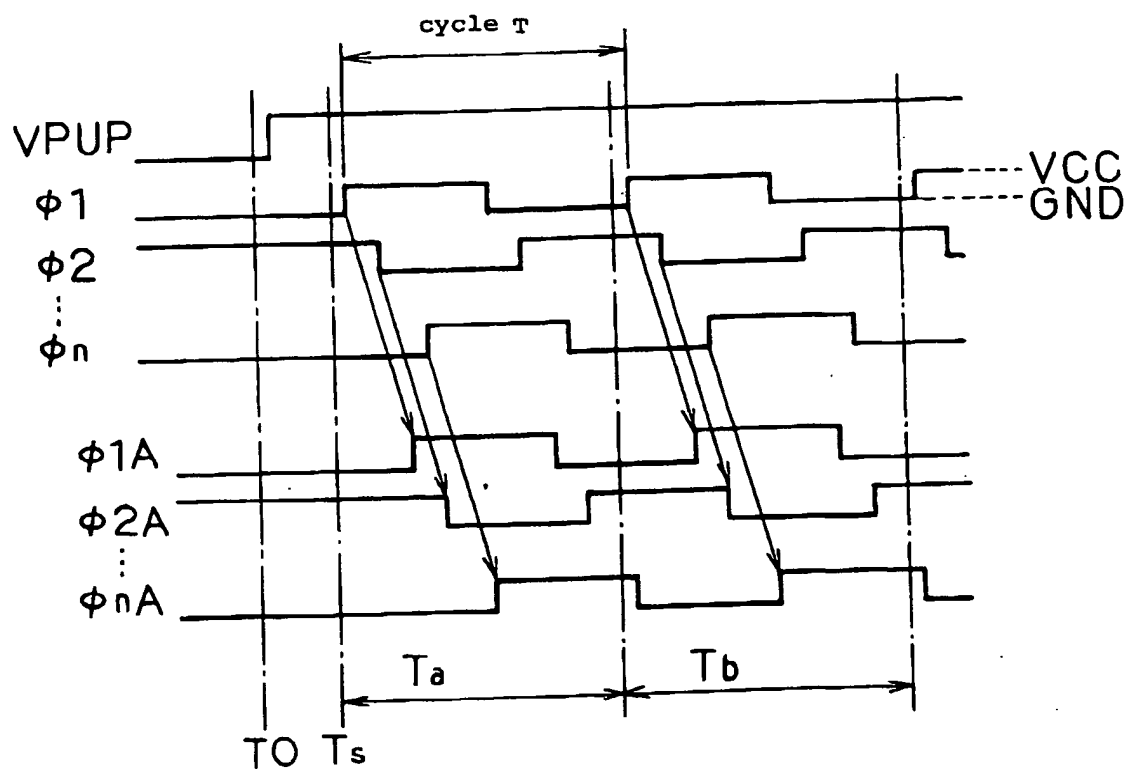 cycle T
VPUP
VCC
φ1
GND
φ2
φn
φ1A
φ2A
φnA
Ta
Tb
TO
Ts